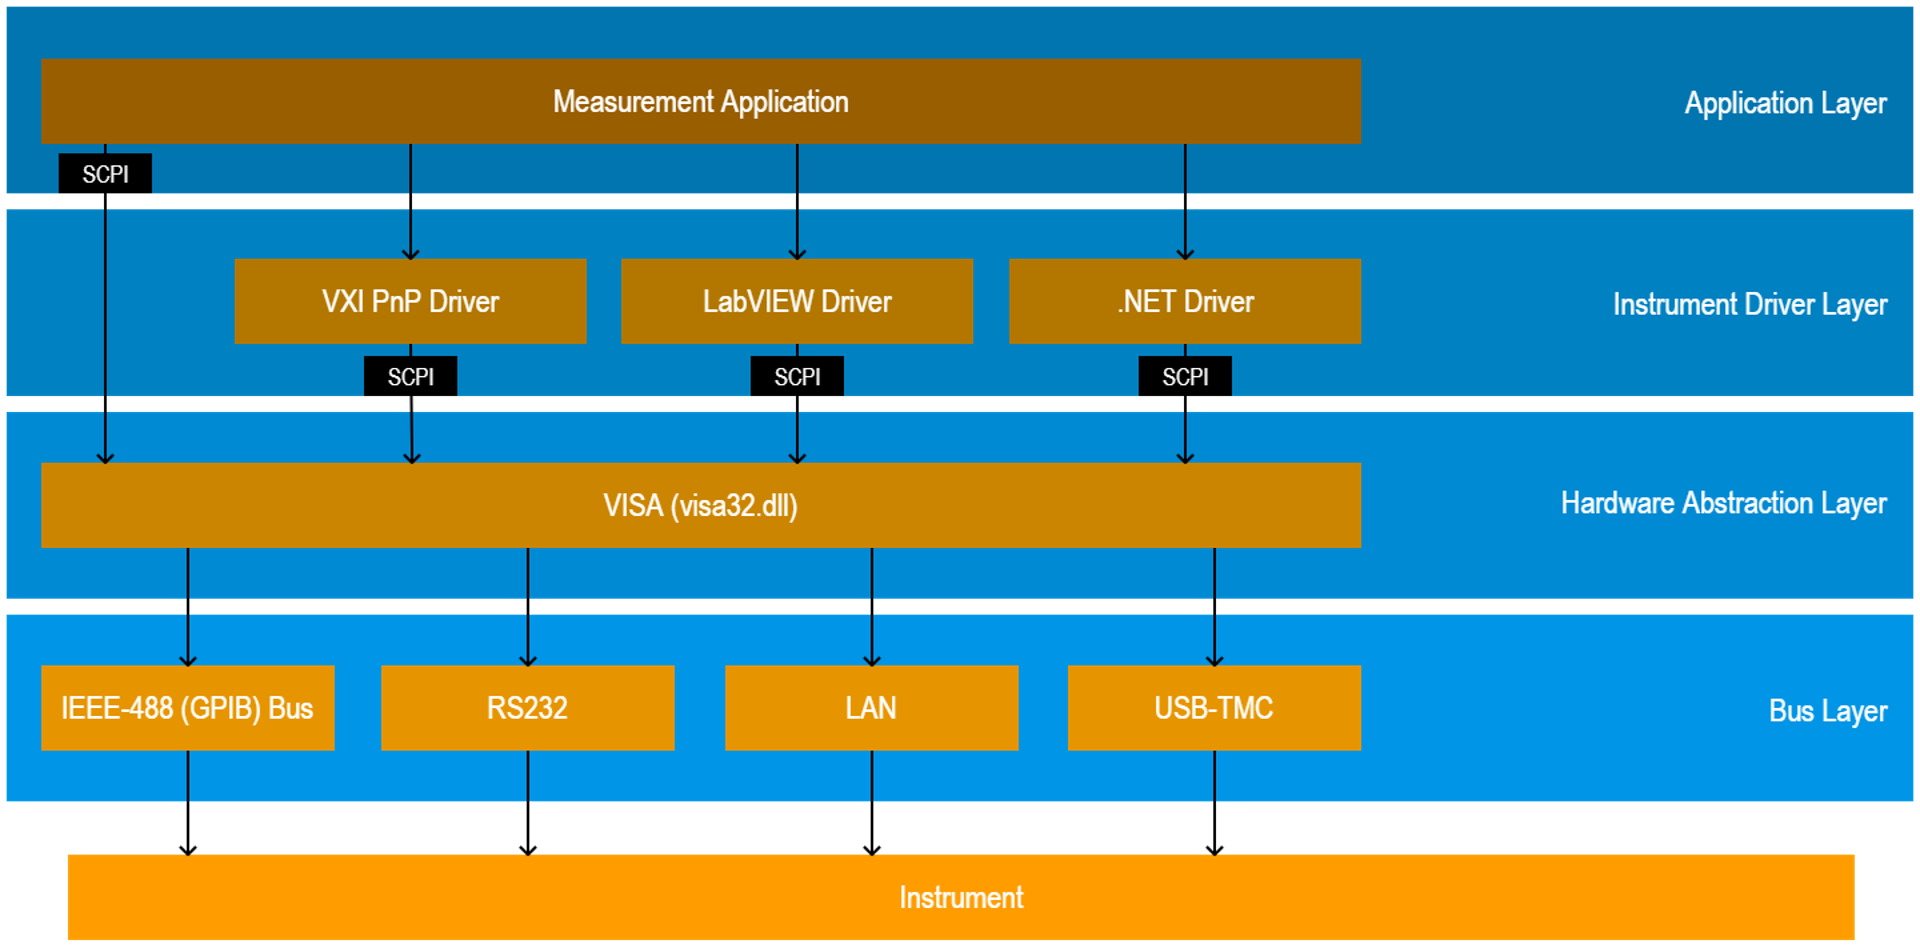 Measurement Application
Application Layer
SCPI
VXI PnP Driver
LabVIEW Driver
.NET Driver
Instrument Driver Layer
SCPI
SCPI
SCPI
VISA (visa32.dll)
Hardware Abstraction Layer
IEEE-488 (GPIB) Bus
RS232
LAN
USB-TMC
Bus Layer
Instrument